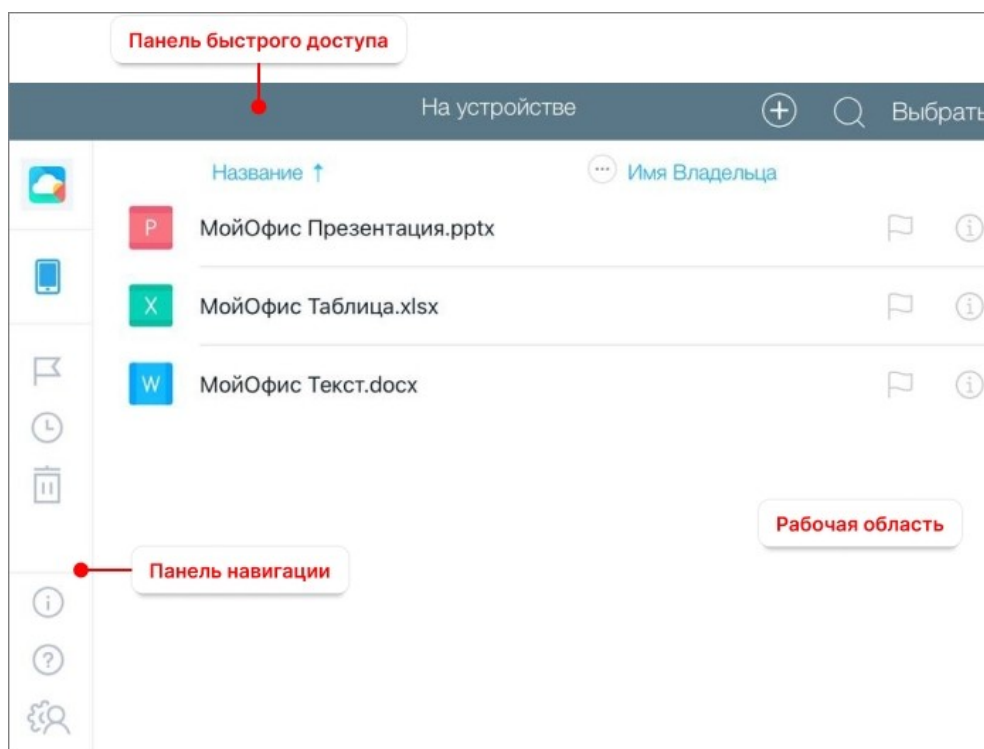 Панель быстрого доступа
На устройстве
Выбрать
Название ↑
Имя Владельца
P
МойОфис Презентация.pptx
X
МойОфис Таблица.xlsx
W
МойОфис Текст.docx
Рабочая область
Панель навигации